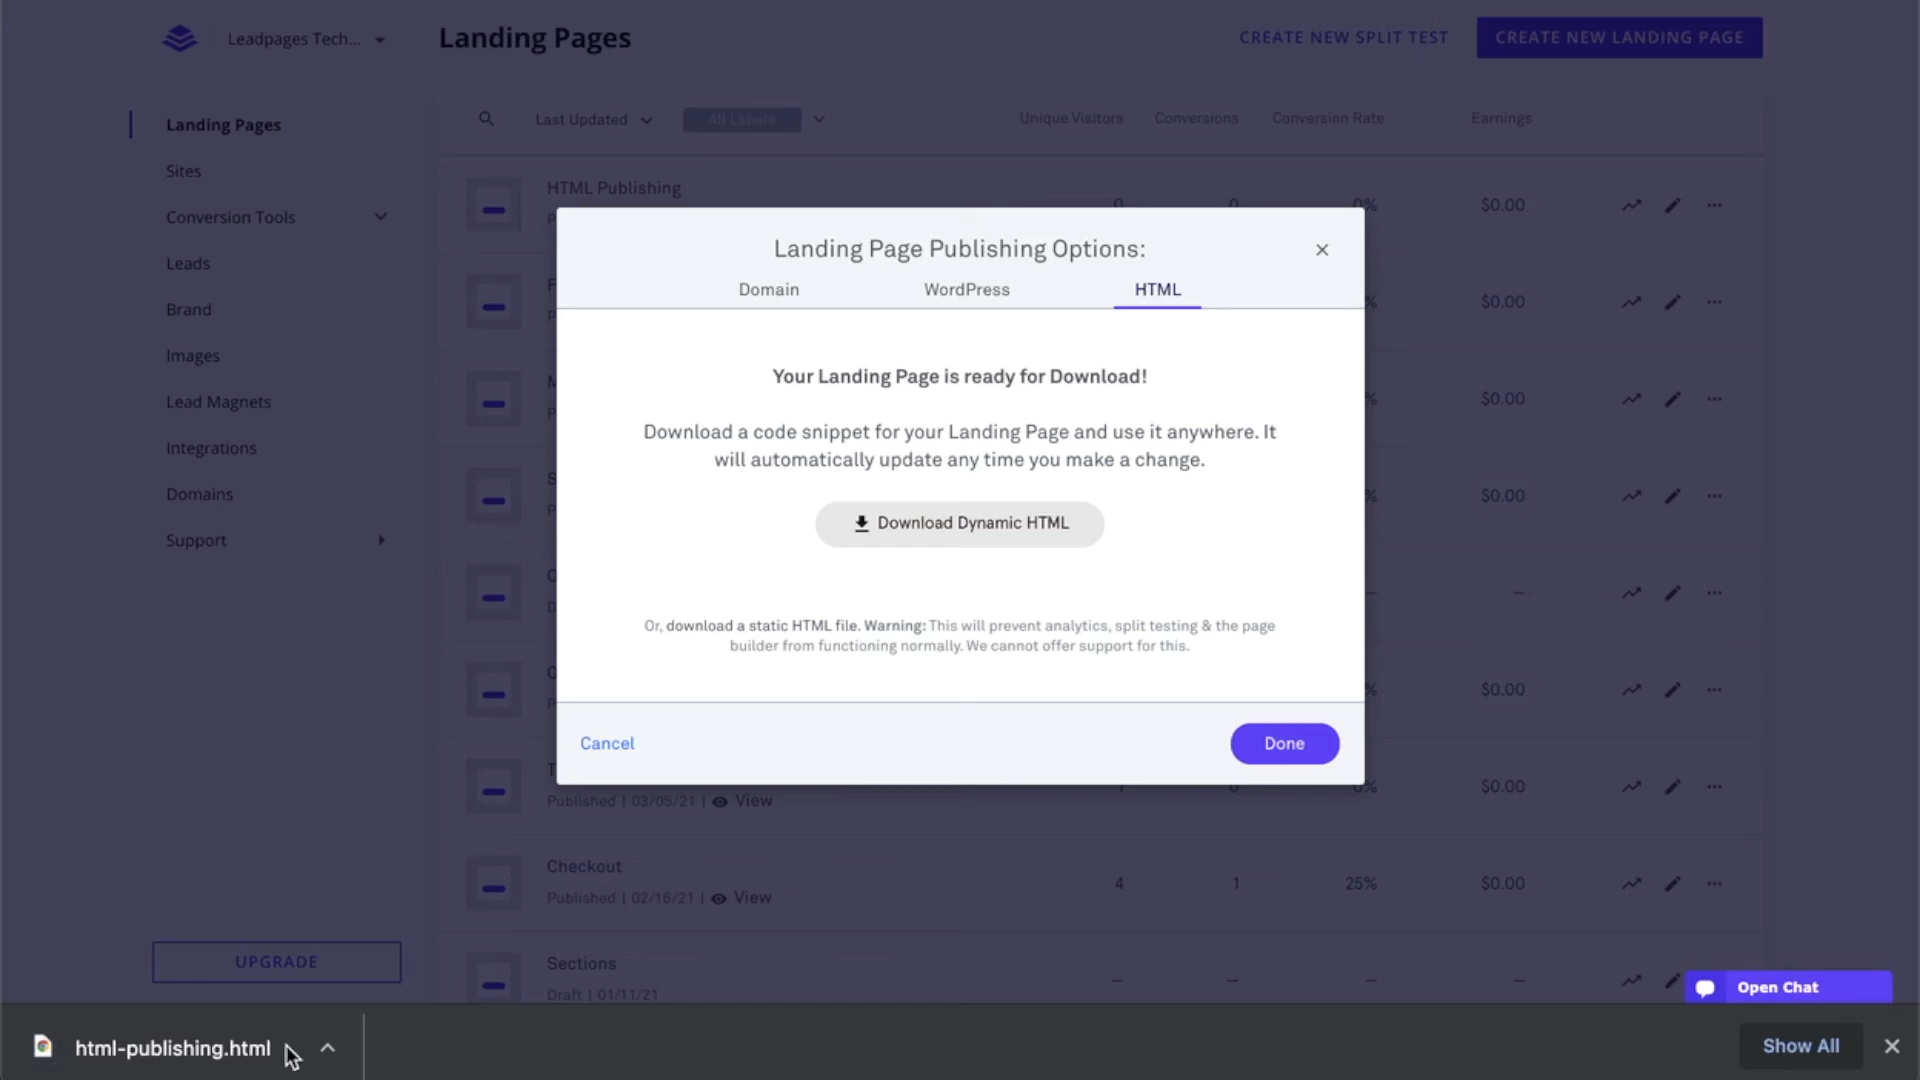 Leadpages Tech...
Landing Pages
CREATE NEW SPLIT TEST
CREATE NEW LANDING PAGE
Landing Pages
Sites
Conversion Tools
Leads
Brand
Images
Lead Magnets
Integrations
Domains
Support
UPGRADE
Last Updated
All Labels
Unique Visitors
Conversions
Conversion Rate
Earnings
HTML Publishing
$0.00
$0.00
$0.00
$0.00
—
$0.00
Published | 03/05/21 | View
$0.00
Checkout
Published | 02/16/21 | View
4
1
25%
$0.00
Sections
Draft | 01/11/21
— — — —
Landing Page Publishing Options:
Domain
WordPress
HTML
Your Landing Page is ready for Download!
Download a code snippet for your Landing Page and use it anywhere. It
will automatically update any time you make a change.
Download Dynamic HTML
Or, download a static HTML file. Warning: This will prevent analytics, split testing & the page
builder from functioning normally. We cannot offer support for this.
Cancel
Done
Open Chat
html-publishing.html
Show All